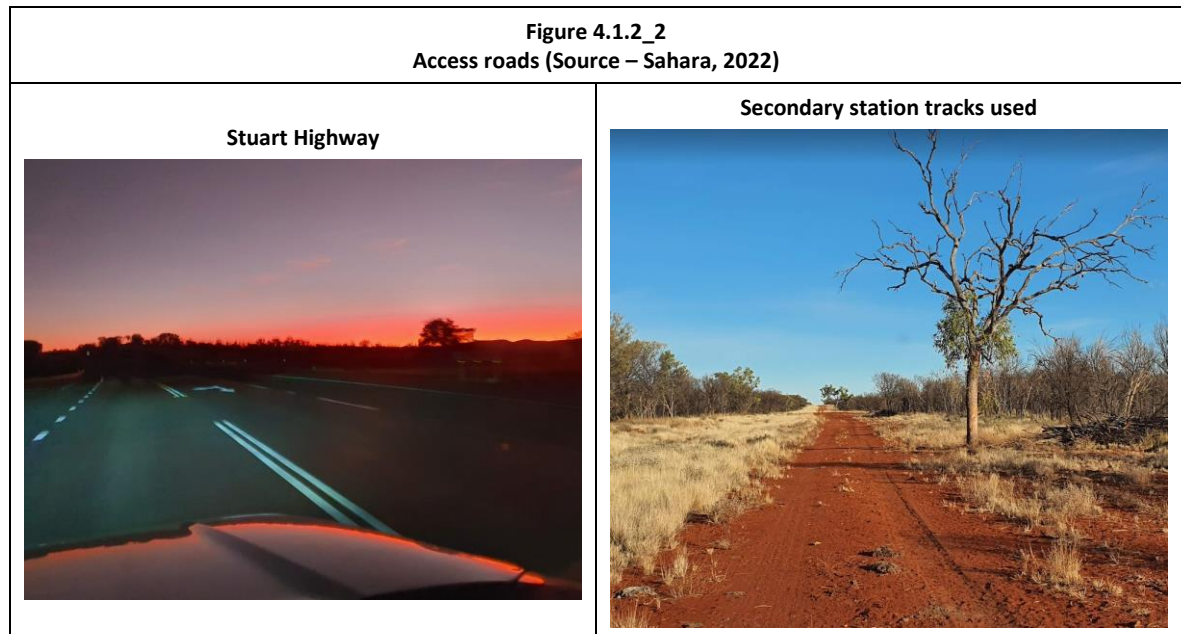 Figure 4.1.2_2
Access roads (Source – Sahara, 2022)
Stuart Highway
Secondary station tracks used